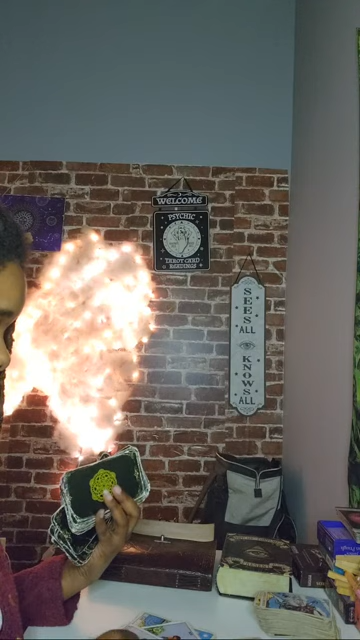 WELCOME
PSYCHIC
TAROT CARD
READINGS
SEES
ALL
KNOWS
ALL